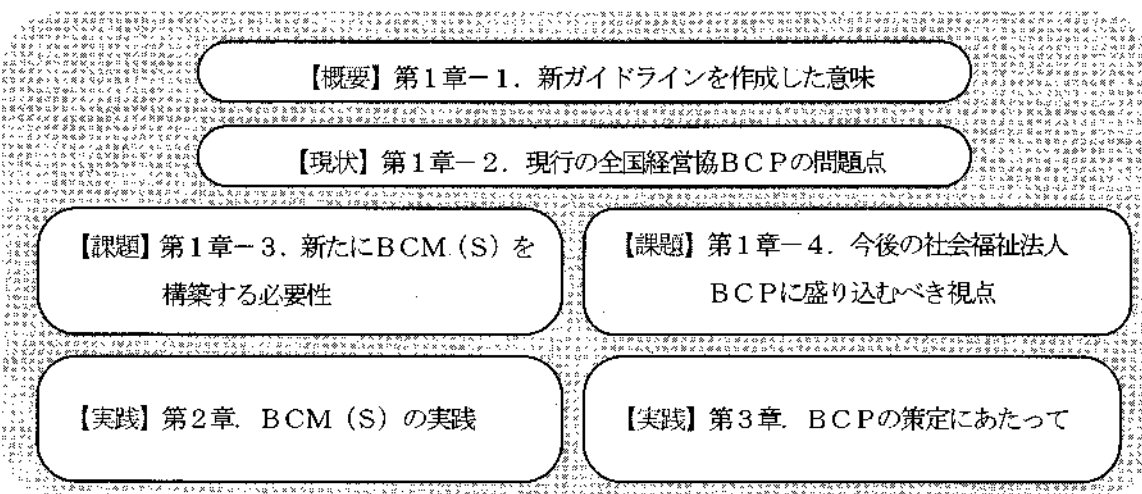 【概要】第1章－1．新ガイドラインを作成した意味
【現状】第1章－2．現行の全国経営協BCPの問題点
【課題】第1章－3．新たにBCM（S）を
構築する必要性
【課題】第1章－4．今後の社会福祉法人
BCPに盛り込むべき視点
【実践】第2章．BCM（S）の実践
【実践】第3章．BCPの策定にあたって